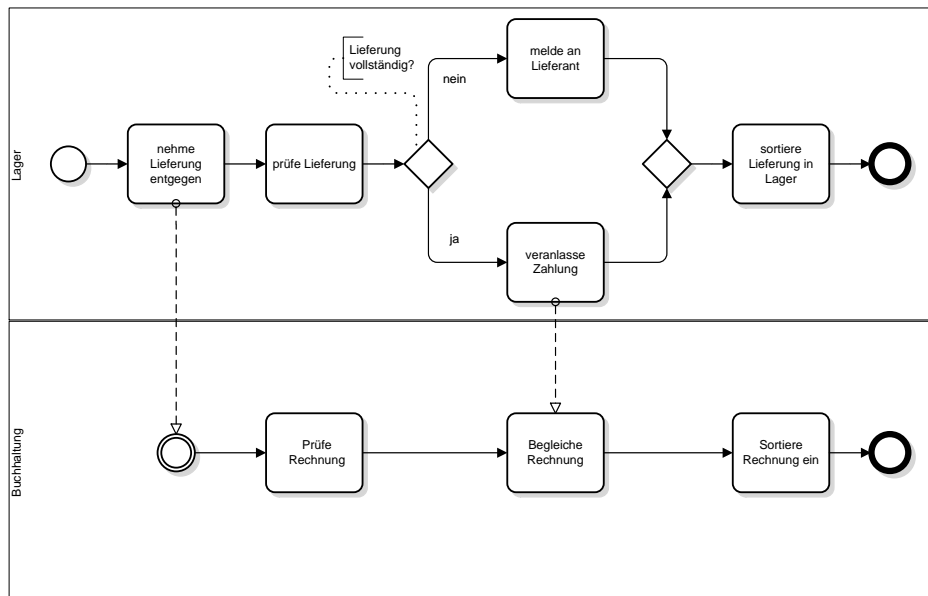 Lager
Lieferung
vollständig?
nein
melde an
Lieferant
nehme
Lieferung
entgegen
prüfe Lieferung
sortiere
Lieferung in
Lager
ja
veranlasse
Zahlung
Buchhaltung
Prüfe
Rechnung
Begleiche
Rechnung
Sortiere
Rechnung ein